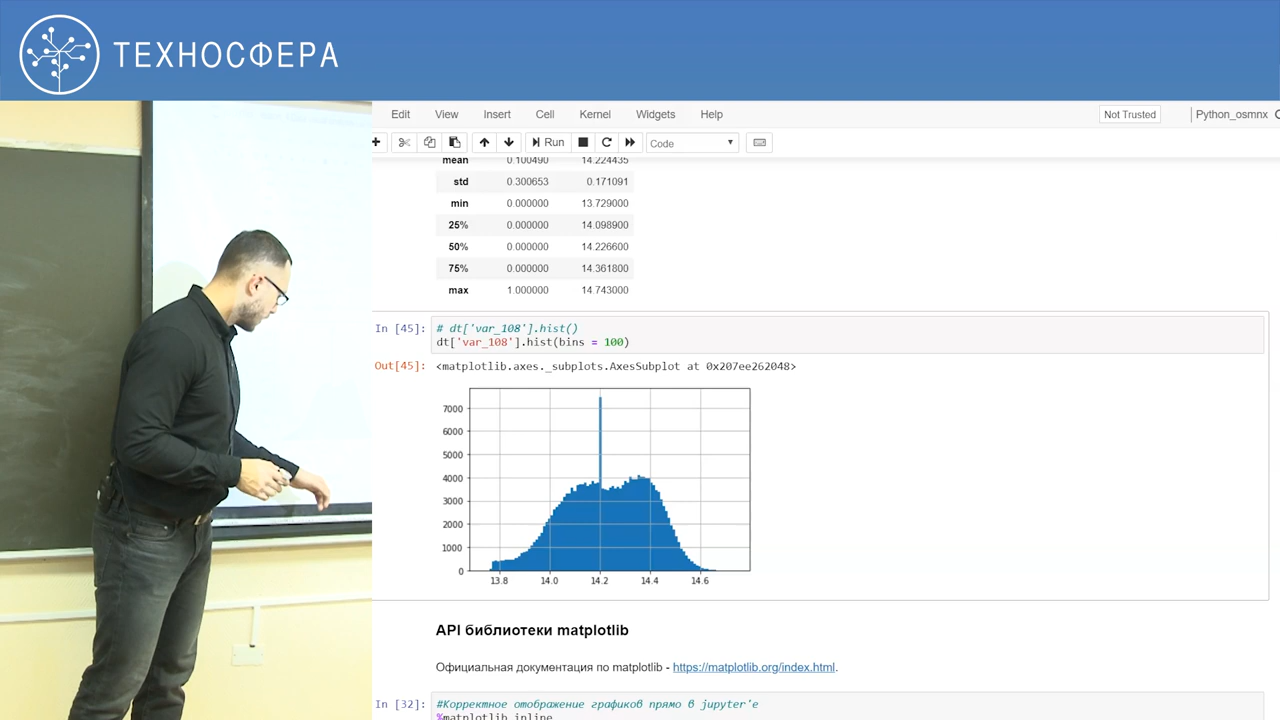 ТЕХНОСФЕРА
Edit View Insert Cell Kernel Widgets Help
Not Trusted
Python_osmnx
Run
Code
mean 0.100490 14.224435
std 0.300653 0.171091
min 0.000000 13.729000
25% 0.000000 14.098900
50% 0.000000 14.226600
75% 0.000000 14.361800
max 1.000000 14.743000
In [45]:
# dt['var_108'].hist()
dt['var_108'].hist(bins = 100)
Out[45]:
<matplotlib.axes._subplots.AxesSubplot at 0x207ee262048>
7000
6000
5000
4000
3000
2000
1000
0
13.8 14.0 14.2 14.4 14.6
API библиотеки matplotlib
Официальная документация по matplotlib - https://matplotlib.org/index.html.
In [32]:
#Корректное отображение графиков прямо в jupyter'е
%matplotlib inline